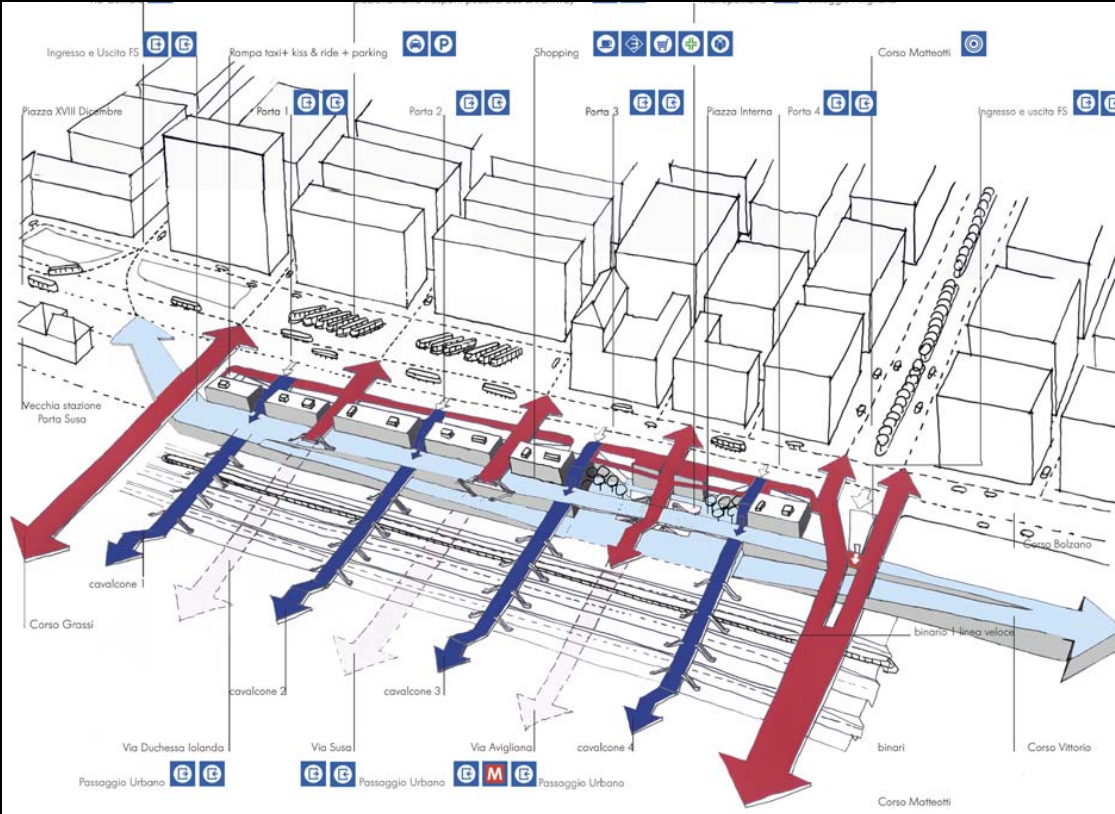 Ingresso e Uscita FS
Rampa taxi+ kiss & ride + parking
P
Shopping
Corso Matteotti
Piazza XVIII Dicembre
Porta 1
Porta 2
Porta 3
Piazza Interna
Porta 4
Ingresso e uscita FS
Vecchia stazione
Porta Susa
Corso Bolzano
cavalcone 1
Corso Grassi
binario 1 linea veloce
cavalcone 2
cavalcone 3
Via Duchessa Iolanda
Via Susa
Via Avigliana
cavalcone 4
binari
Corso Vittorio
Passaggio Urbano
Passaggio Urbano
M
Passaggio Urbano
Corso Matteotti